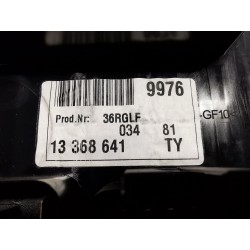 9976
Prod.Nr: 36RGLF
034 81
13 368 641 TY
-GF10-